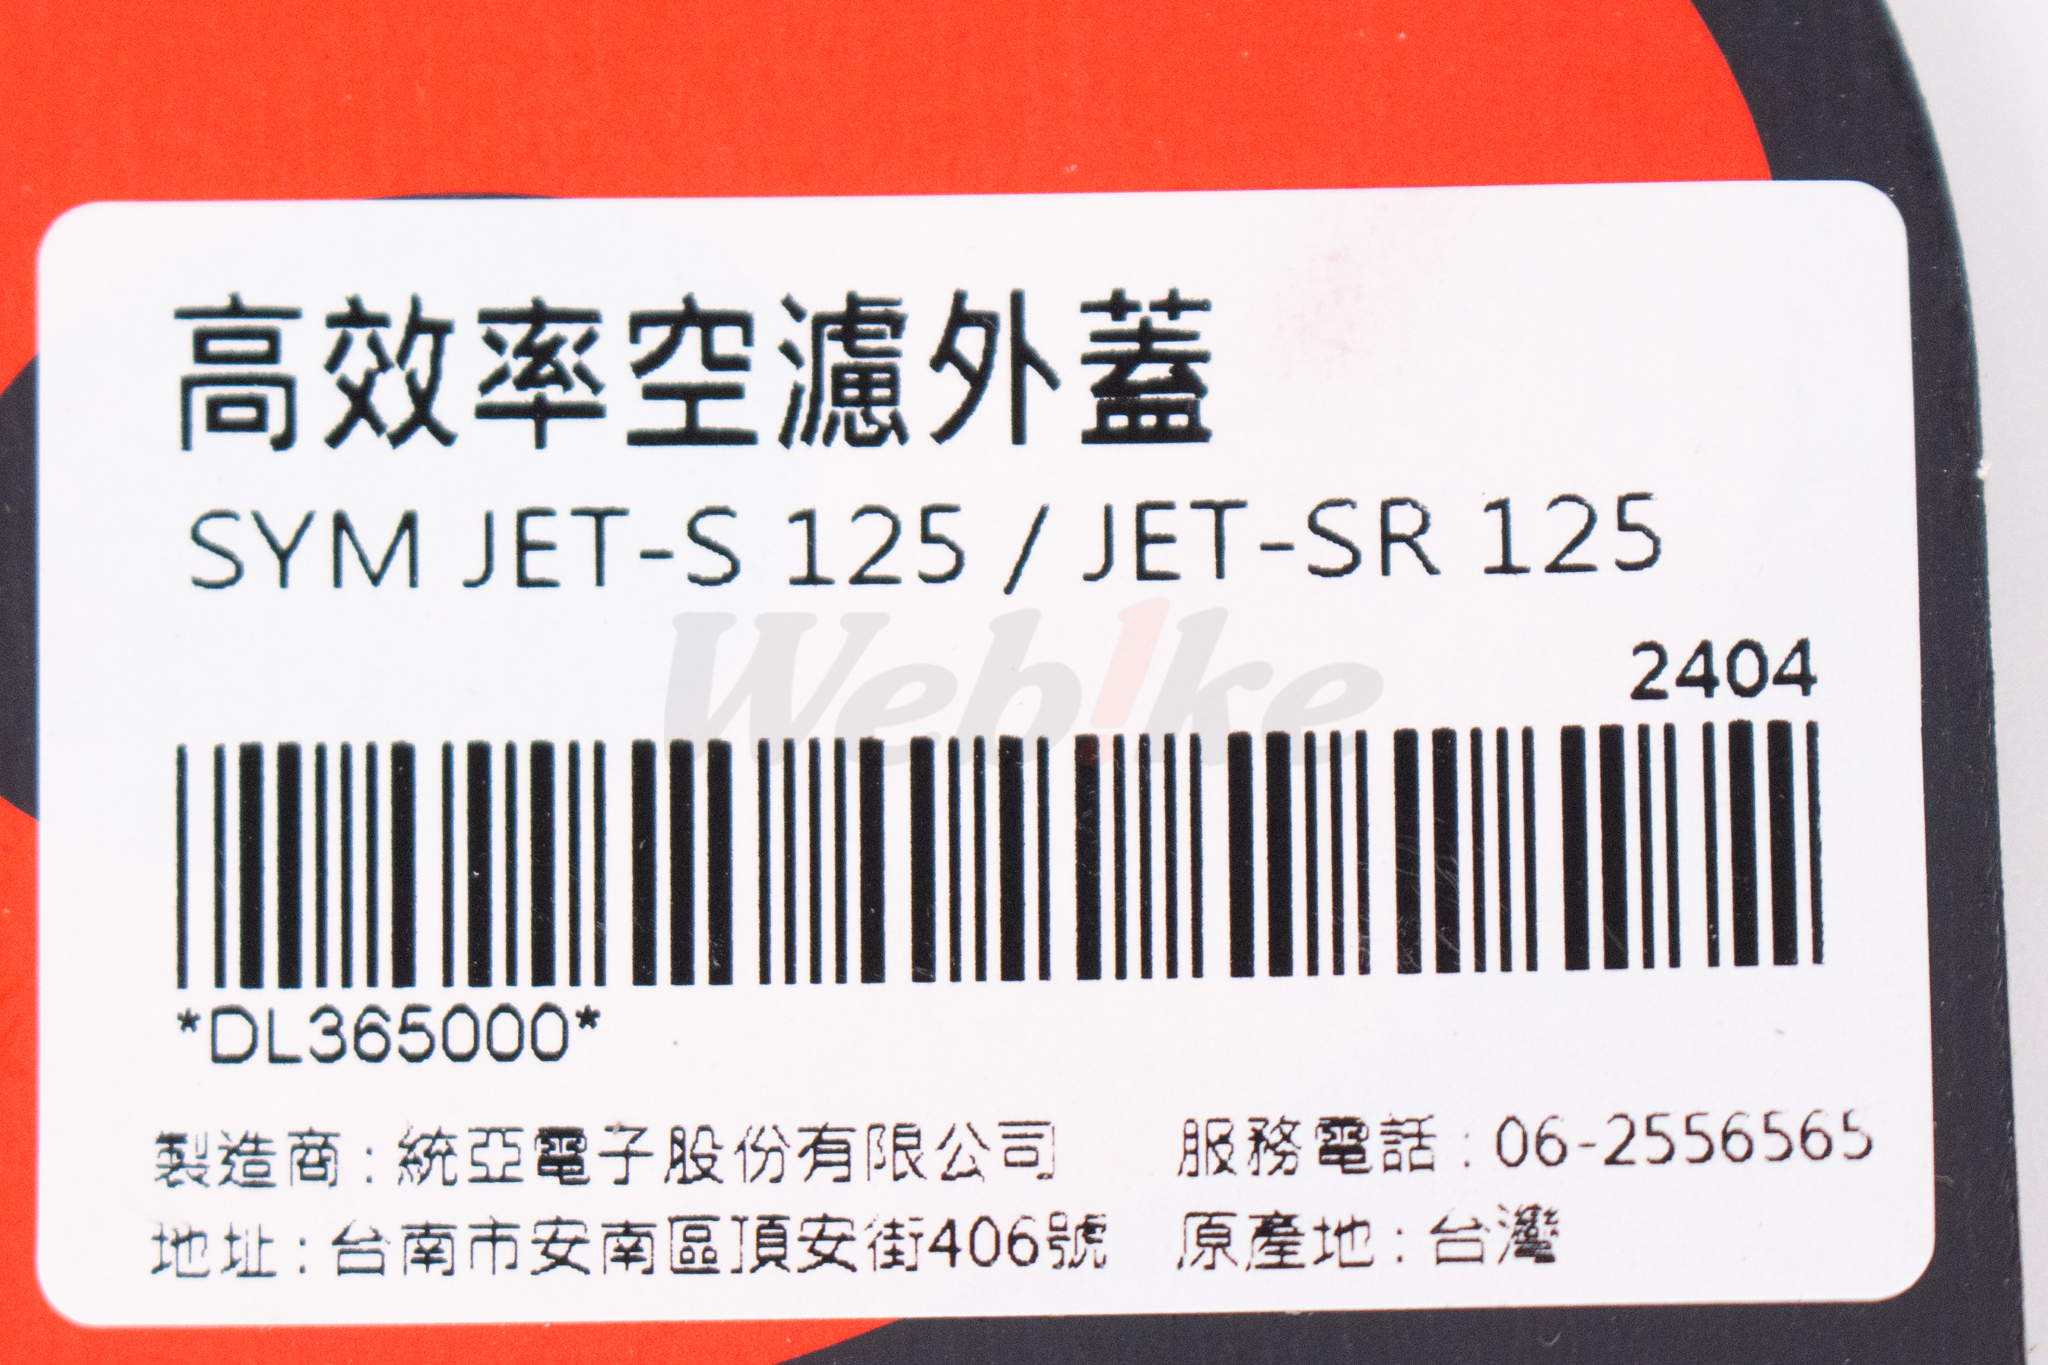 高效率空濾外蓋
SYM JET-S 125 / JET-SR 125
Web!ke
2404
*DL365000*
製造商:統亞電子股份有限公司 服務電話:06-2556565
地址:台南市安南區頂安街406號 原產地:台灣